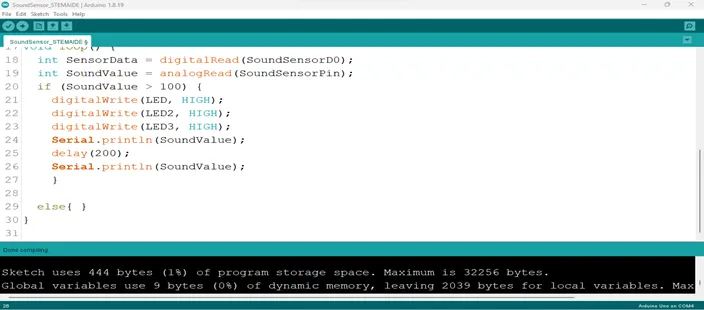 SoundSensor_STEMAIDE | Arduino 1.8.19
File Edit Sketch Tools Help
SoundSensor_STEMAIDE §
17 void loop() {
18 int SensorData = digitalRead(SoundSensorD0);
19 int SoundValue = analogRead(SoundSensorPin);
20 if (SoundValue > 100) {
21 digitalWrite(LED, HIGH);
22 digitalWrite(LED2, HIGH);
23 digitalWrite(LED3, HIGH);
24 Serial.println(SoundValue);
25 delay(200);
26 Serial.println(SoundValue);
27 }
28
29 else{ }
30 }
31
Done compiling.
Sketch uses 444 bytes (1%) of program storage space. Maximum is 32256 bytes.
Global variables use 9 bytes (0%) of dynamic memory, leaving 2039 bytes for local variables. Max
28 Arduino Uno on COM4